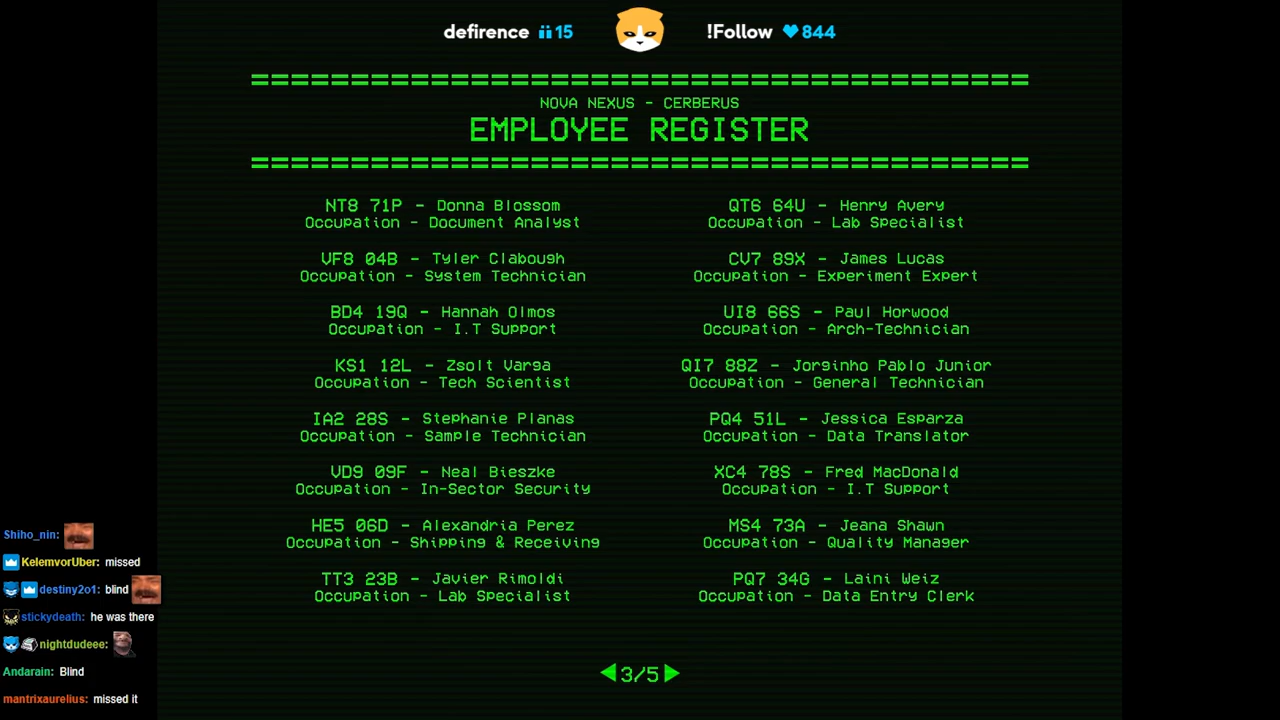 defirence 15
!Follow 844
NOVA NEXUS - CERBERUS
EMPLOYEE REGISTER
NT8 71P - Donna Blossom
Occupation - Document Analyst
VF8 04B - Tyler Clabough
Occupation - System Technician
BD4 19Q - Hannah Olmos
Occupation - I.T Support
KS1 12L - Zsolt Varga
Occupation - Tech Scientist
IA2 28S - Stephanie Planas
Occupation - Sample Technician
VD9 09F - Neal Bieszke
Occupation - In-Sector Security
HE5 06D - Alexandria Perez
Occupation - Shipping & Receiving
TT3 23B - Javier Rimoldi
Occupation - Lab Specialist
QT6 64U - Henry Avery
Occupation - Lab Specialist
CV7 89X - James Lucas
Occupation - Experiment Expert
UI8 66S - Paul Horwood
Occupation - Arch-Technician
QI7 88Z - Jorginho Pablo Junior
Occupation - General Technician
PQ4 51L - Jessica Esparza
Occupation - Data Translator
XC4 78S - Fred MacDonald
Occupation - I.T Support
MS4 73A - Jeana Shawn
Occupation - Quality Manager
PQ7 34G - Laini Weiz
Occupation - Data Entry Clerk
3/5
Shiho_nin:
KelemvorUber: missed
destiny2o1: blind
stickydeath: he was there
nightdudeee:
Andarain: Blind
mantrixaurelius: missed it